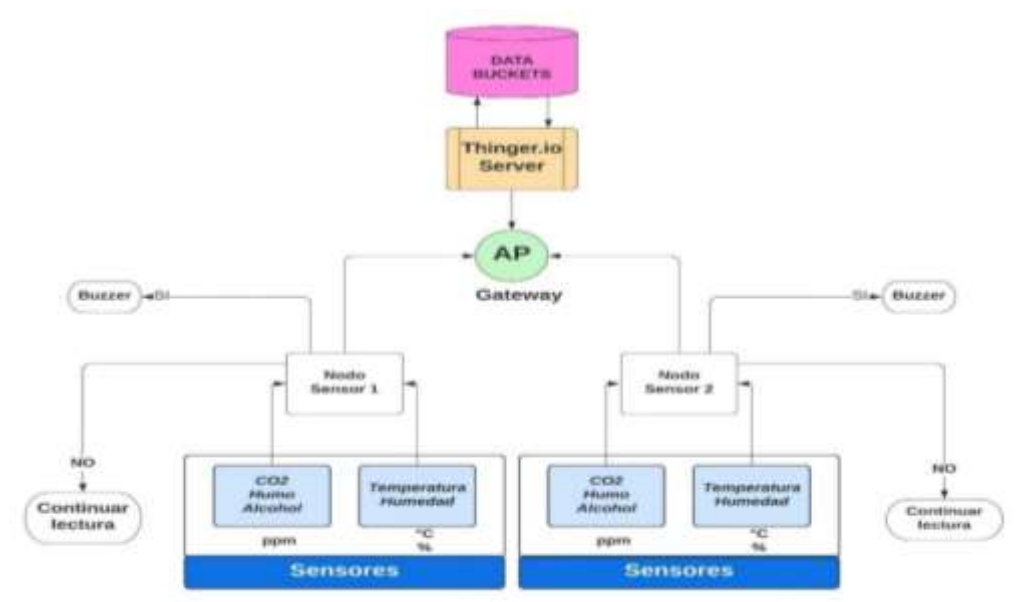 DATA
BUCKETS
Thinger.io
Server
AP
Gateway
Buzzer
SI
SI
Buzzer
Nodo
Sensor 1
Nodo
Sensor 2
NO
NO
Continuar
lectura
CO2
Humo
Alcohol
Temperatura
Humedad
ppm
°C
%
Sensores
CO2
Humo
Alcohol
Temperatura
Humedad
ppm
°C
%
Sensores
Continuar
lectura